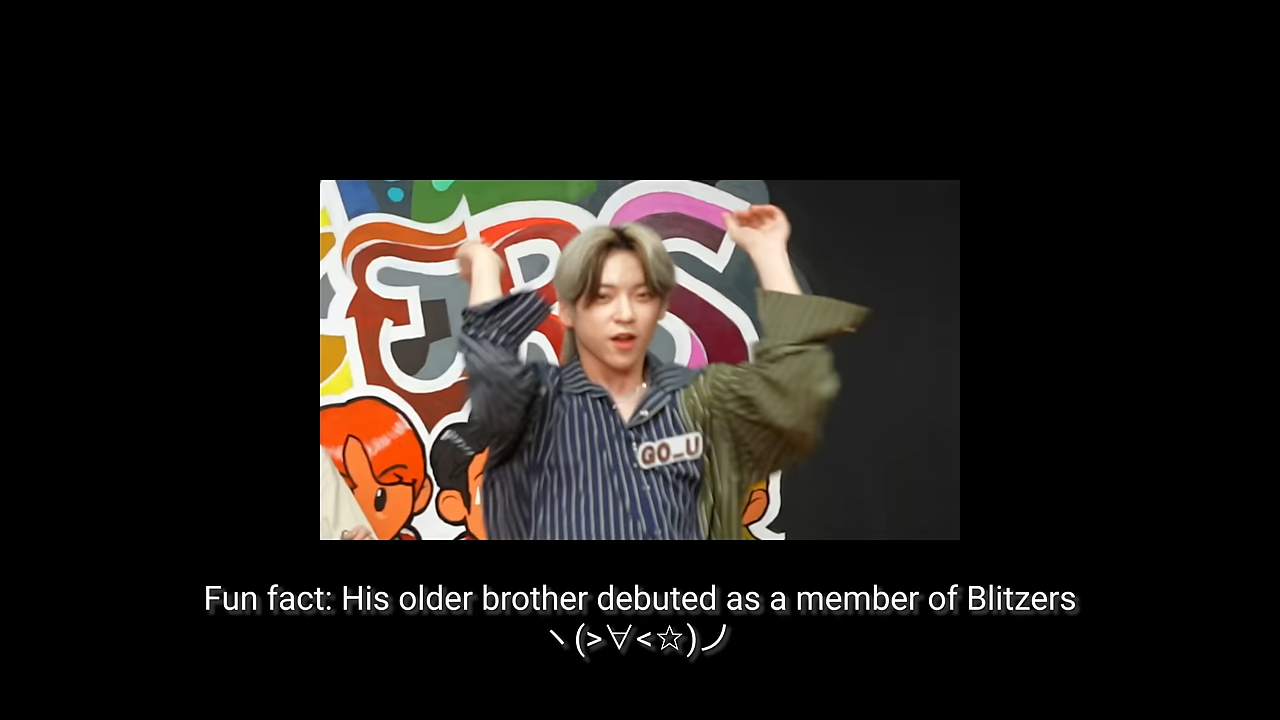 GO_U
Fun fact: His older brother debuted as a member of Blitzers
ヽ(>∀<☆)ノ